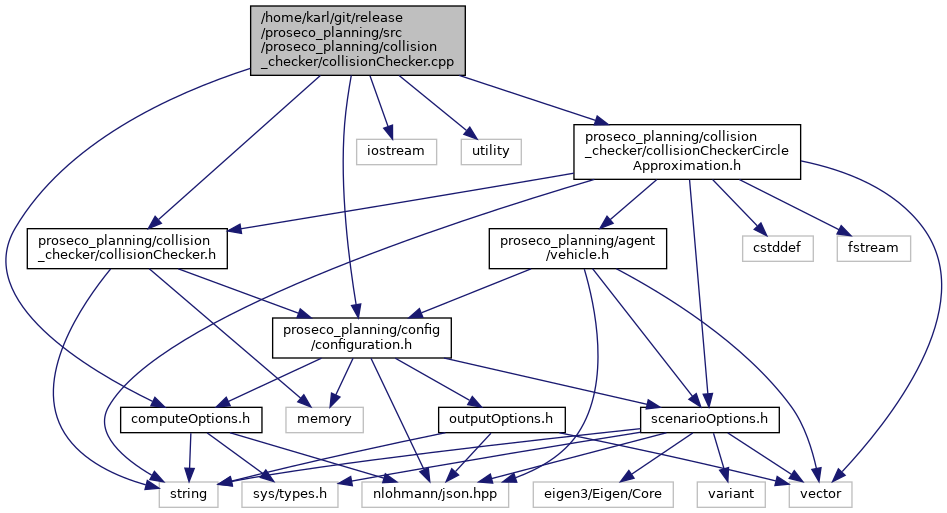 /home/karl/git/release
/proseco_planning/src
/proseco_planning/collision
_checker/collisionChecker.cpp
iostream
utility
proseco_planning/collision
_checker/collisionCheckerCircle
Approximation.h
proseco_planning/collision
_checker/collisionChecker.h
proseco_planning/agent
/vehicle.h
cstddef
fstream
proseco_planning/config
/configuration.h
computeOptions.h
memory
outputOptions.h
scenarioOptions.h
string
sys/types.h
nlohmann/json.hpp
eigen3/Eigen/Core
variant
vector